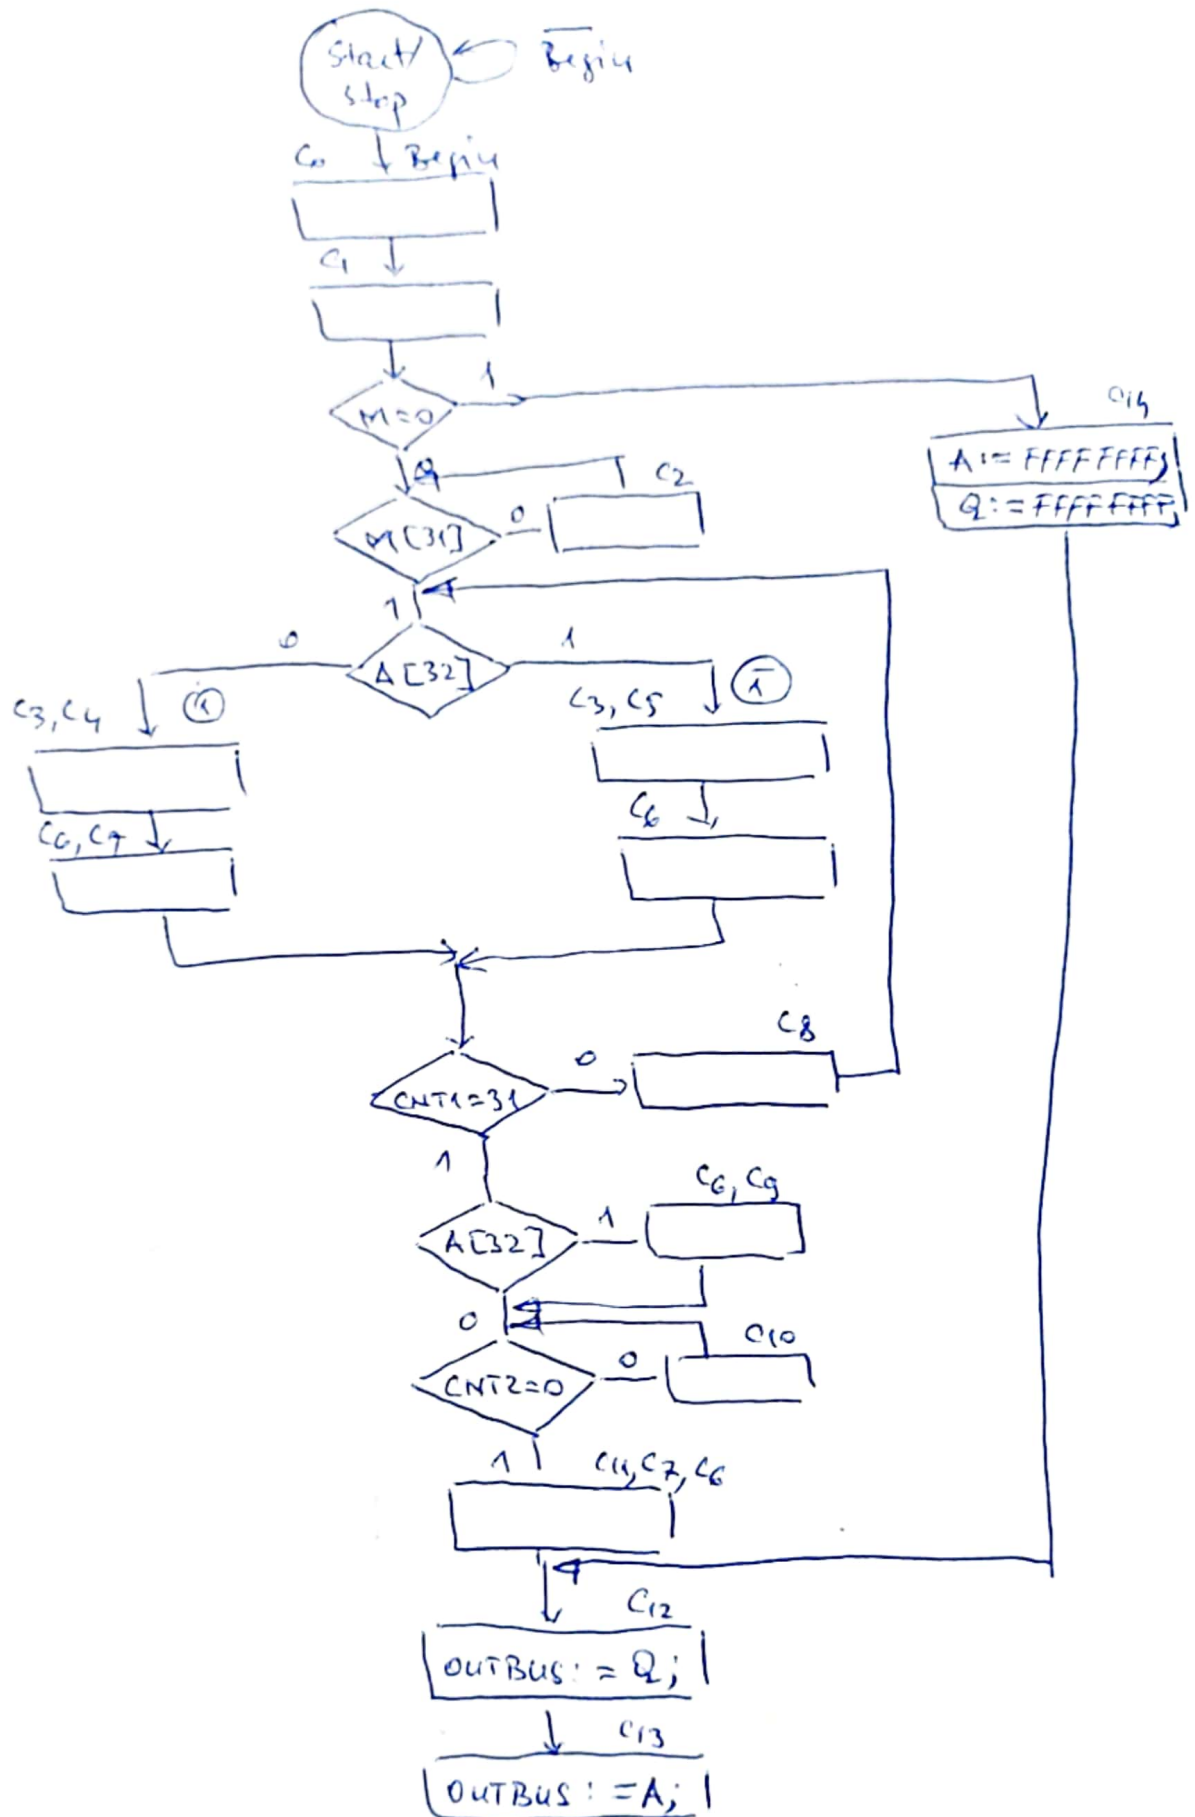 Start/
stop
Begin
C0
Begin
C1
M=0
1
C14
A:=FFFFFFFF;
Q:=FFFFFFFF;
0
C2
M[31]
0
1
A[32]
0
1
C3, C4
1
C3, C5
1
C6, C7
C6
CNT1=31
0
C8
1
A[32]
1
C6, C9
0
CNT2=0
0
C10
1
C11, C7, C6
C12
OUTBUS:=Q;
C13
OUTBUS:=A;